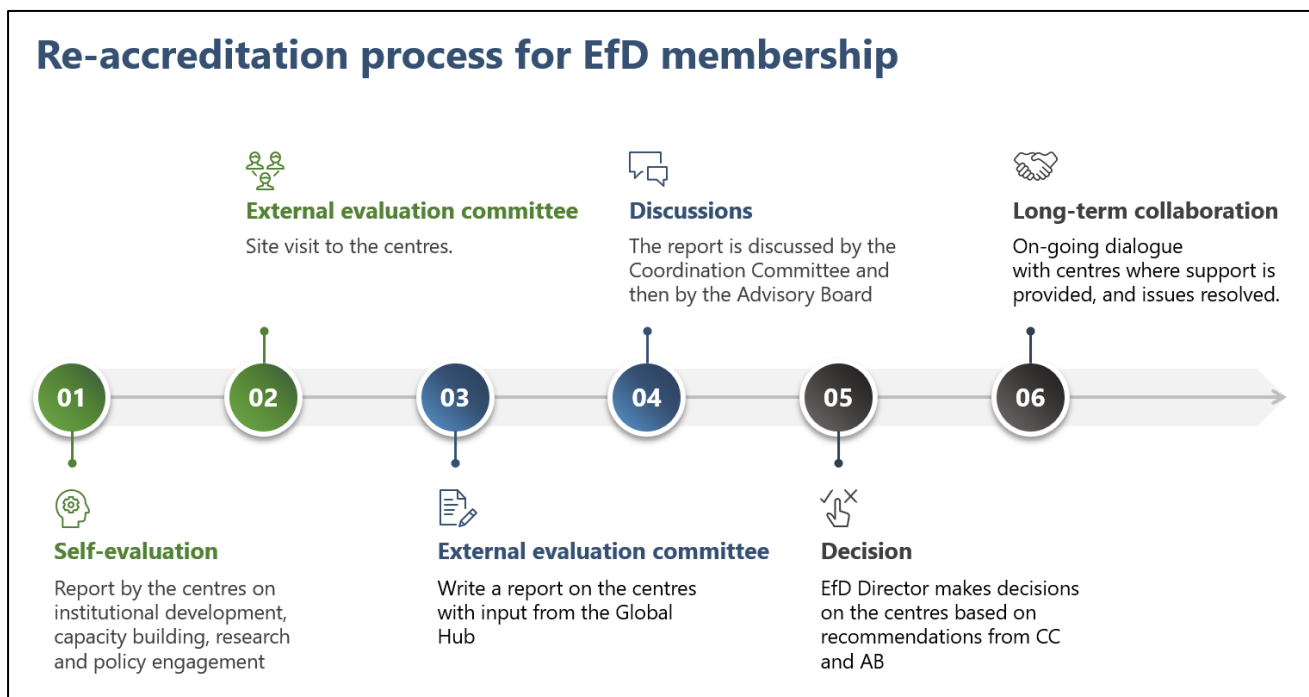 Re-accreditation process for EfD membership
External evaluation committee
Site visit to the centres.
Discussions
The report is discussed by the
Coordination Committee and
then by the Advisory Board
Long-term collaboration
On-going dialogue
with centres where support is
provided, and issues resolved.
01
02
03
04
05
06
Self-evaluation
Report by the centres on
institutional development,
capacity building, research
and policy engagement
External evaluation committee
Write a report on the centres
with input from the Global
Hub
Decision
EfD Director makes decisions
on the centres based on
recommendations from CC
and AB